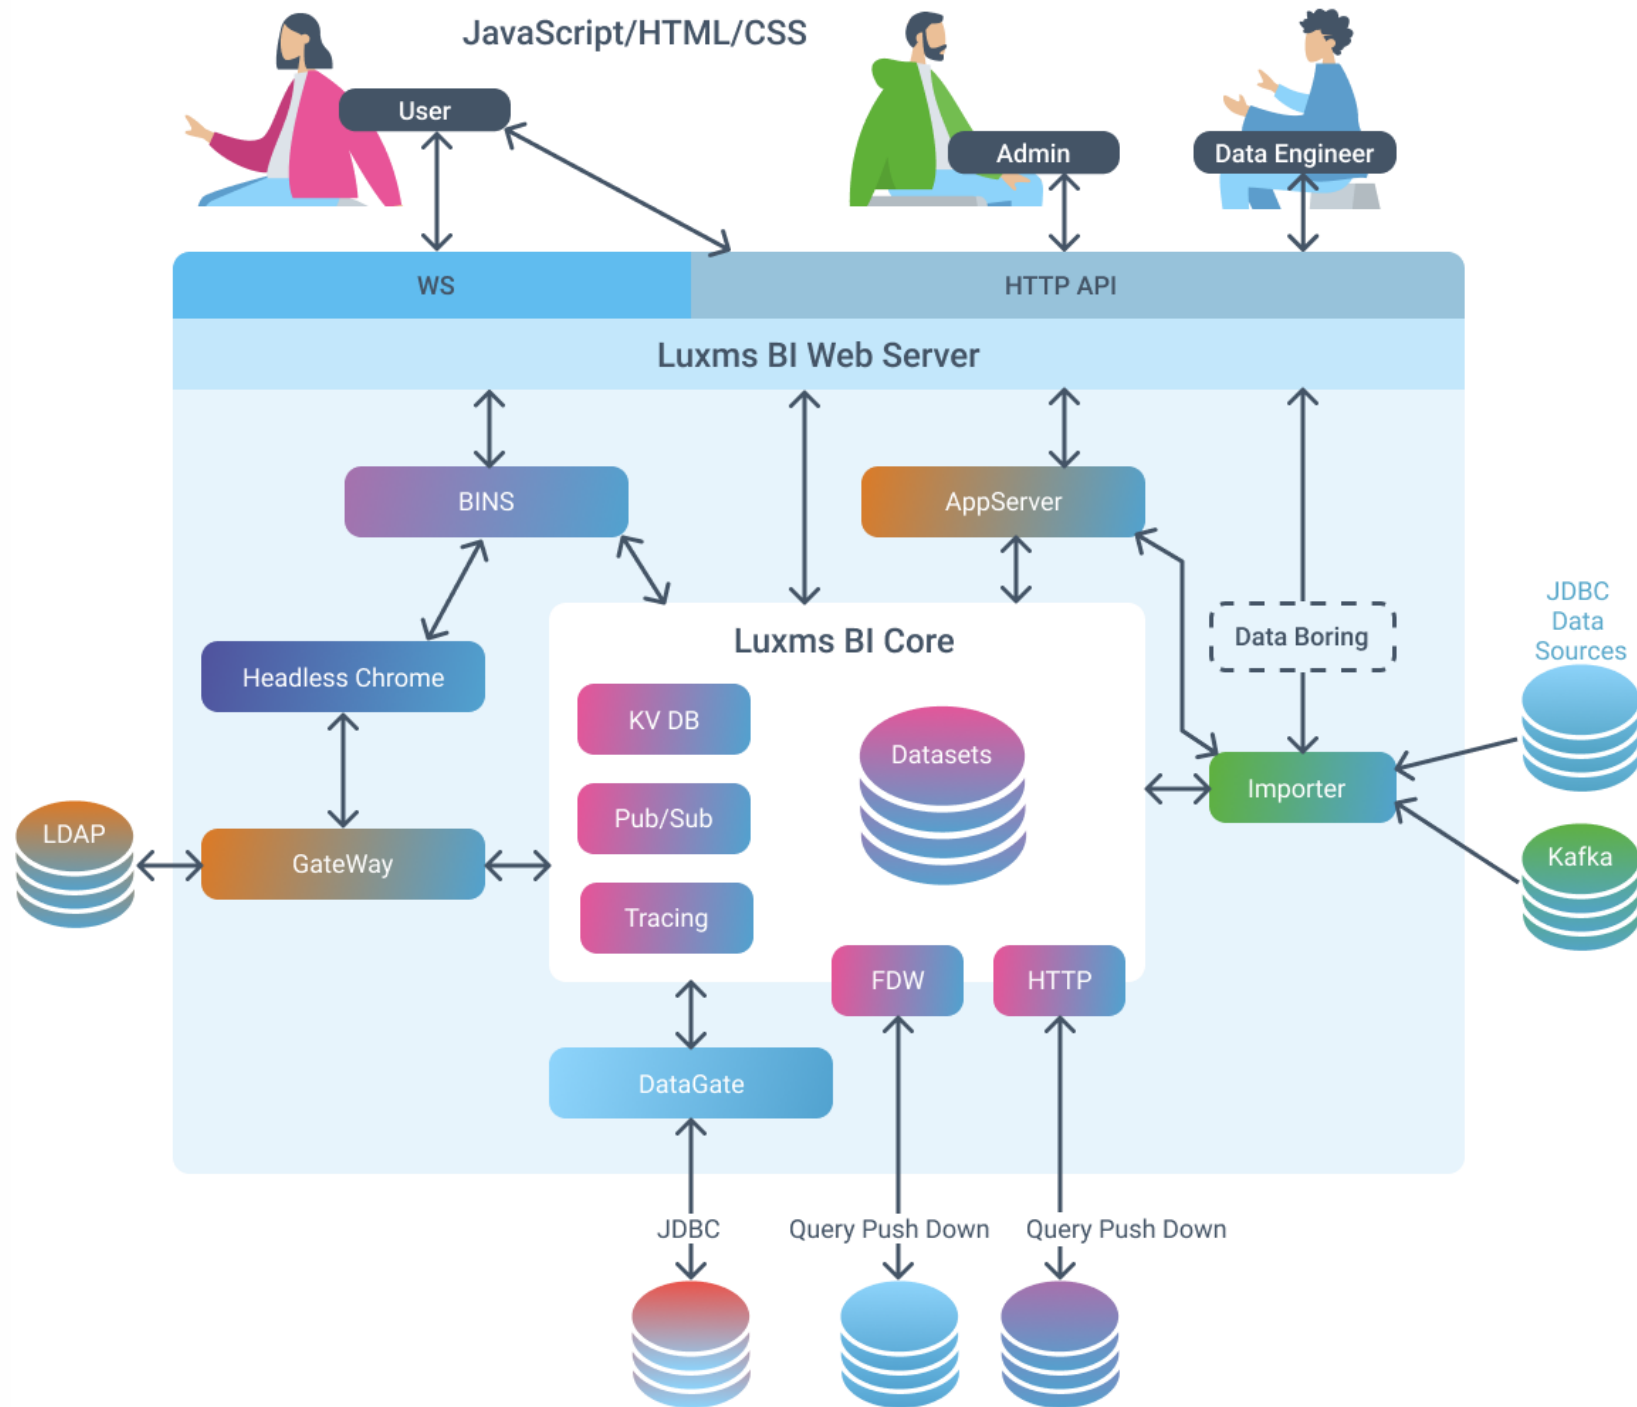 JavaScript/HTML/CSS
User
Admin
Data Engineer
WS
HTTP API
Luxms BI Web Server
BINS
AppServer
JDBC
Data
Sources
Data Boring
Luxms BI Core
Headless Chrome
KV DB
Datasets
Importer
Pub/Sub
LDAP
GateWay
Kafka
Tracing
FDW
HTTP
DataGate
JDBC
Query Push Down
Query Push Down